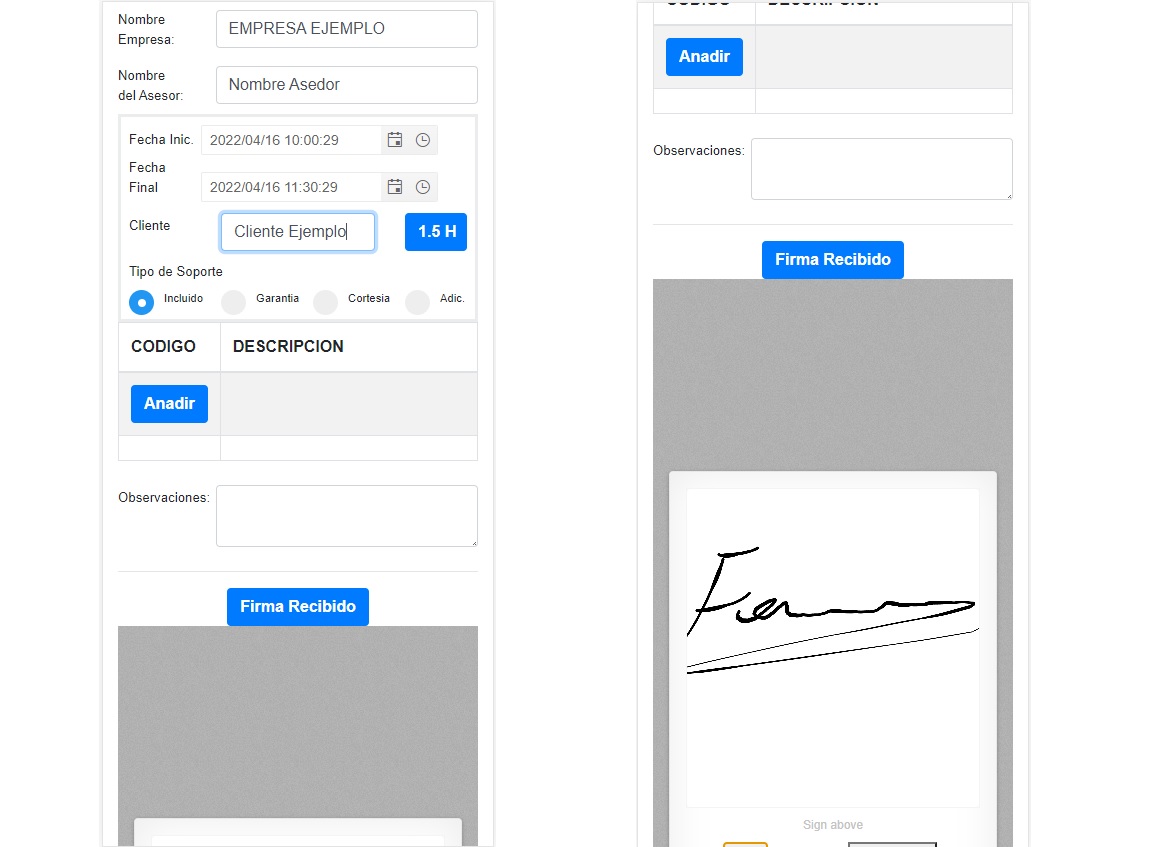 Nombre
Empresa:
EMPRESA EJEMPLO
Nombre
del Asesor:
Nombre Asedor
Fecha Inic.
2022/04/16 10:00:29
Fecha
Final
2022/04/16 11:30:29
Cliente
Cliente Ejemplo
1.5 H
Tipo de Soporte
Incluido Garantia Cortesia Adic.
CODIGO DESCRIPCION
Anadir
Observaciones:
Firma Recibido
Anadir
Observaciones:
Firma Recibido
Sign above